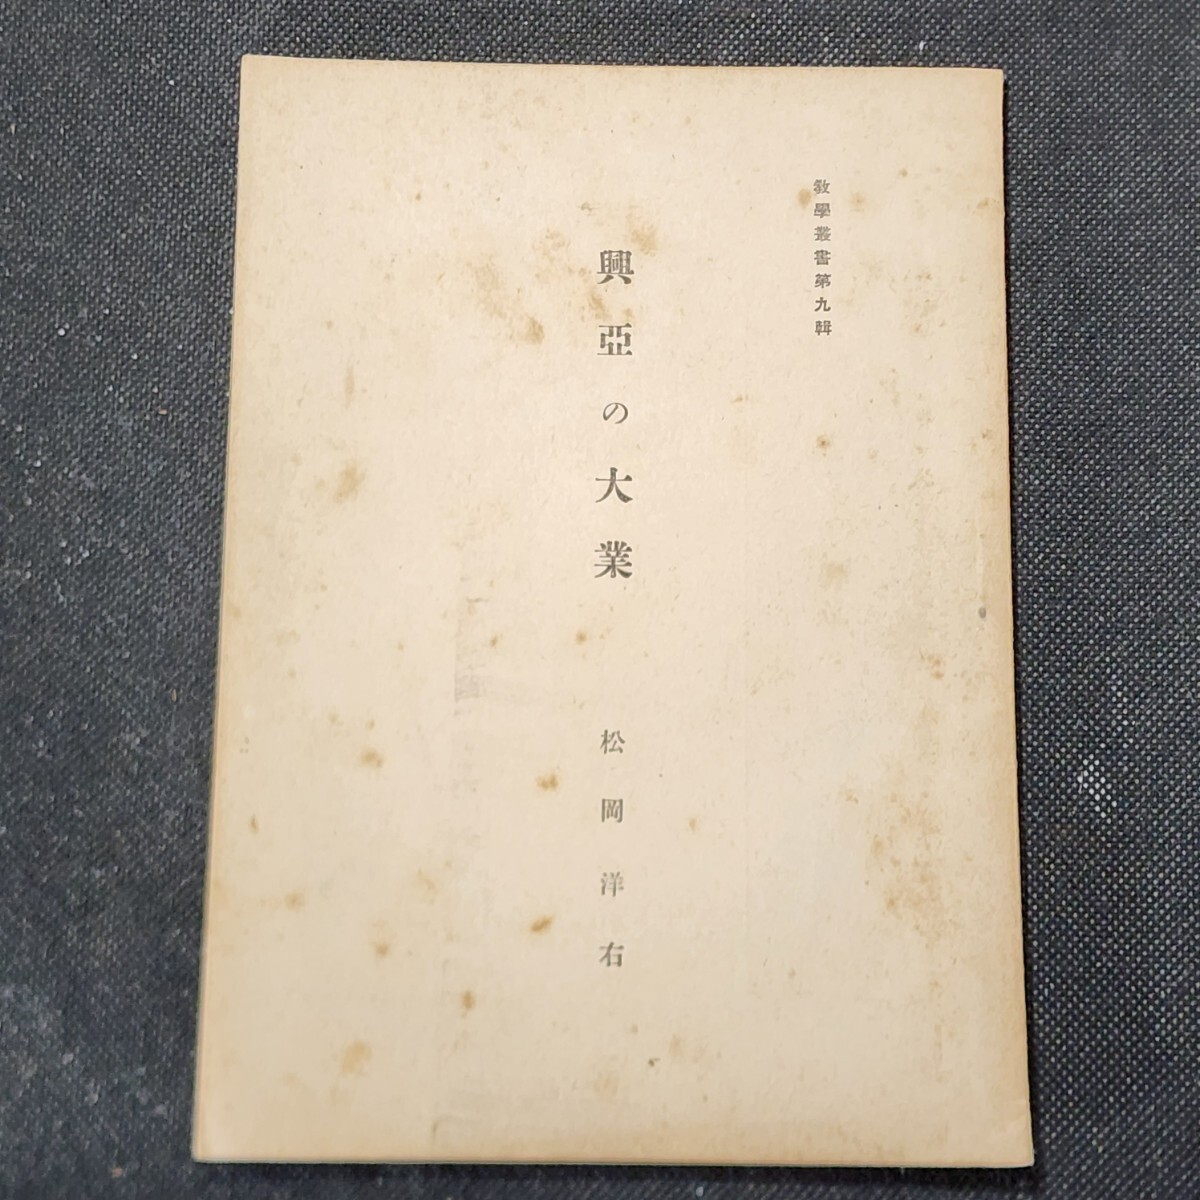 教學叢書第九輯
興亞の大業
松岡洋右